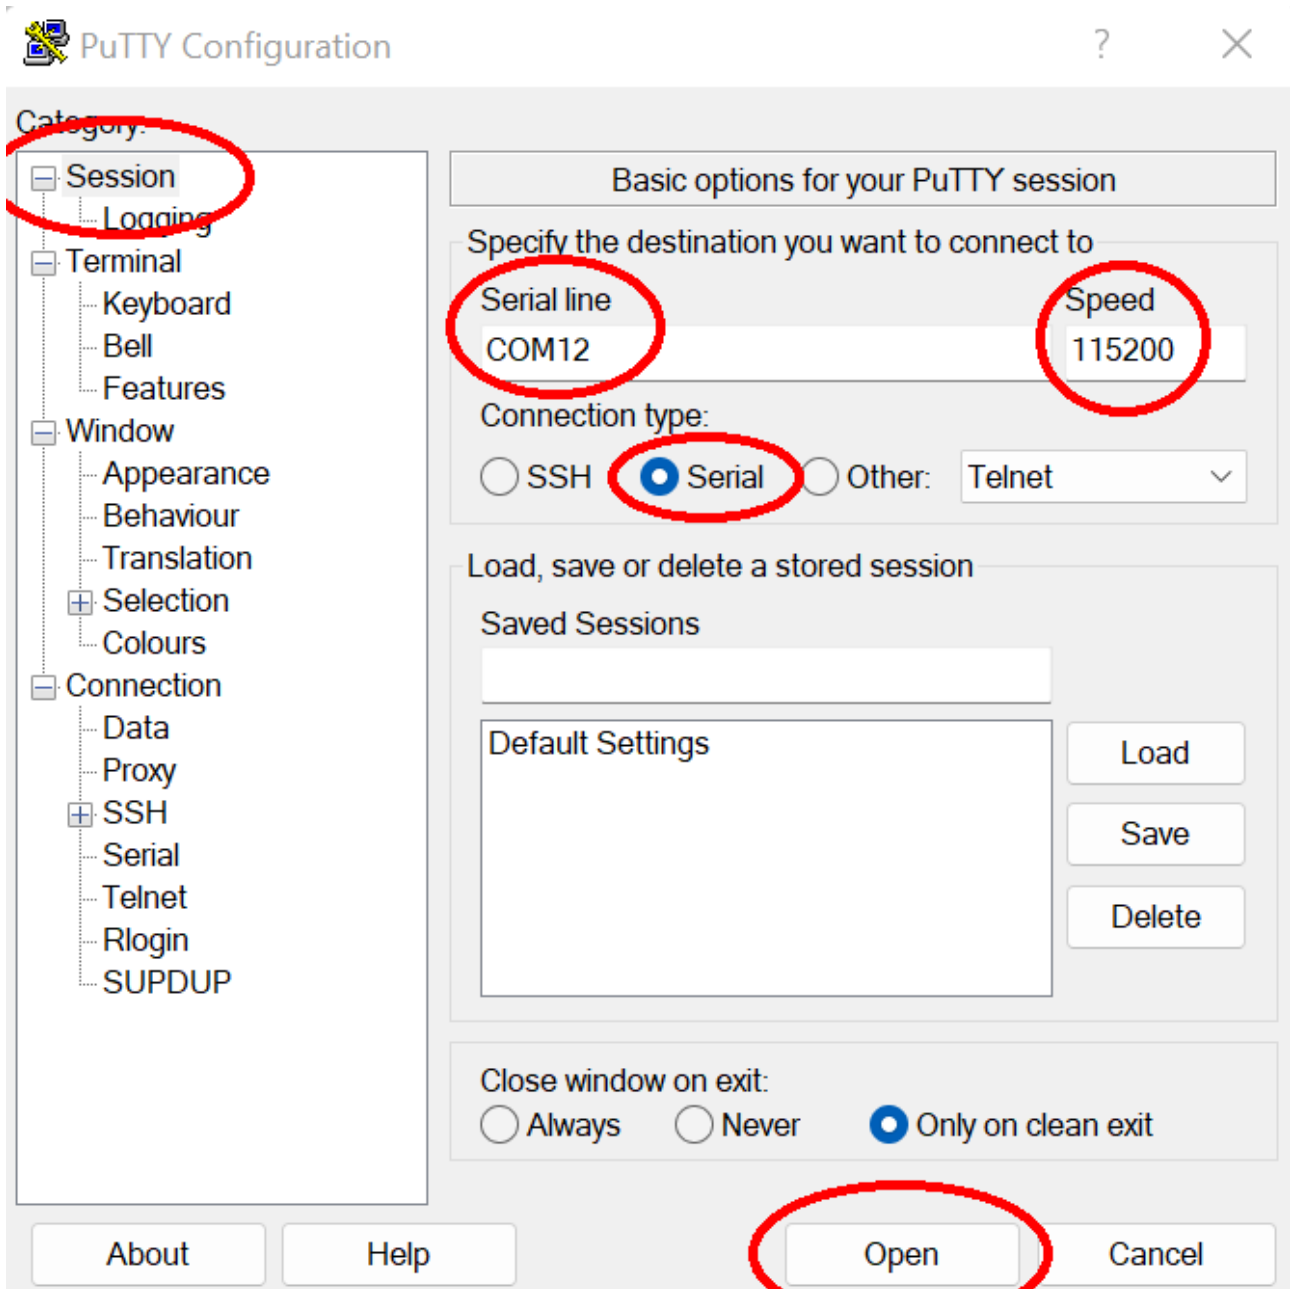 PuTTY Configuration
?
Category:
Session
Logging
Terminal
Keyboard
Bell
Features
Window
Appearance
Behaviour
Translation
Selection
Colours
Connection
Data
Proxy
SSH
Serial
Telnet
Rlogin
SUPDUP
Basic options for your PuTTY session
Specify the destination you want to connect to
Serial line Speed
COM12 115200
Connection type:
SSH Serial Other: Telnet
Load, save or delete a stored session
Saved Sessions
Default Settings
Load
Save
Delete
Close window on exit:
Always Never Only on clean exit
About Help Open Cancel